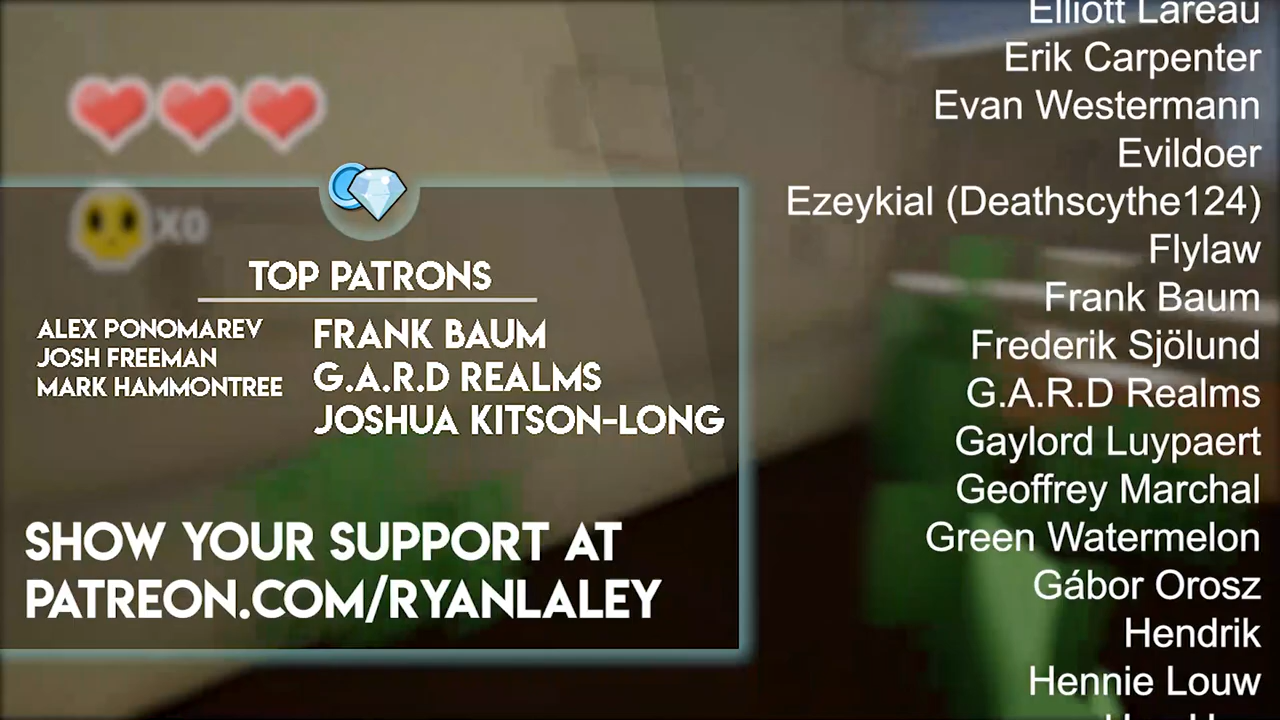 X0
TOP PATRONS
ALEX PONOMAREV
JOSH FREEMAN
MARK HAMMONTREE
FRANK BAUM
G.A.R.D REALMS
JOSHUA KITSON-LONG
SHOW YOUR SUPPORT AT
PATREON.COM/RYANLALEY
Elliott Lareau
Erik Carpenter
Evan Westermann
Evildoer
Ezeykial (Deathscythe124)
Flylaw
Frank Baum
Frederik Sjölund
G.A.R.D Realms
Gaylord Luypaert
Geoffrey Marchal
Green Watermelon
Gábor Orosz
Hendrik
Hennie Louw